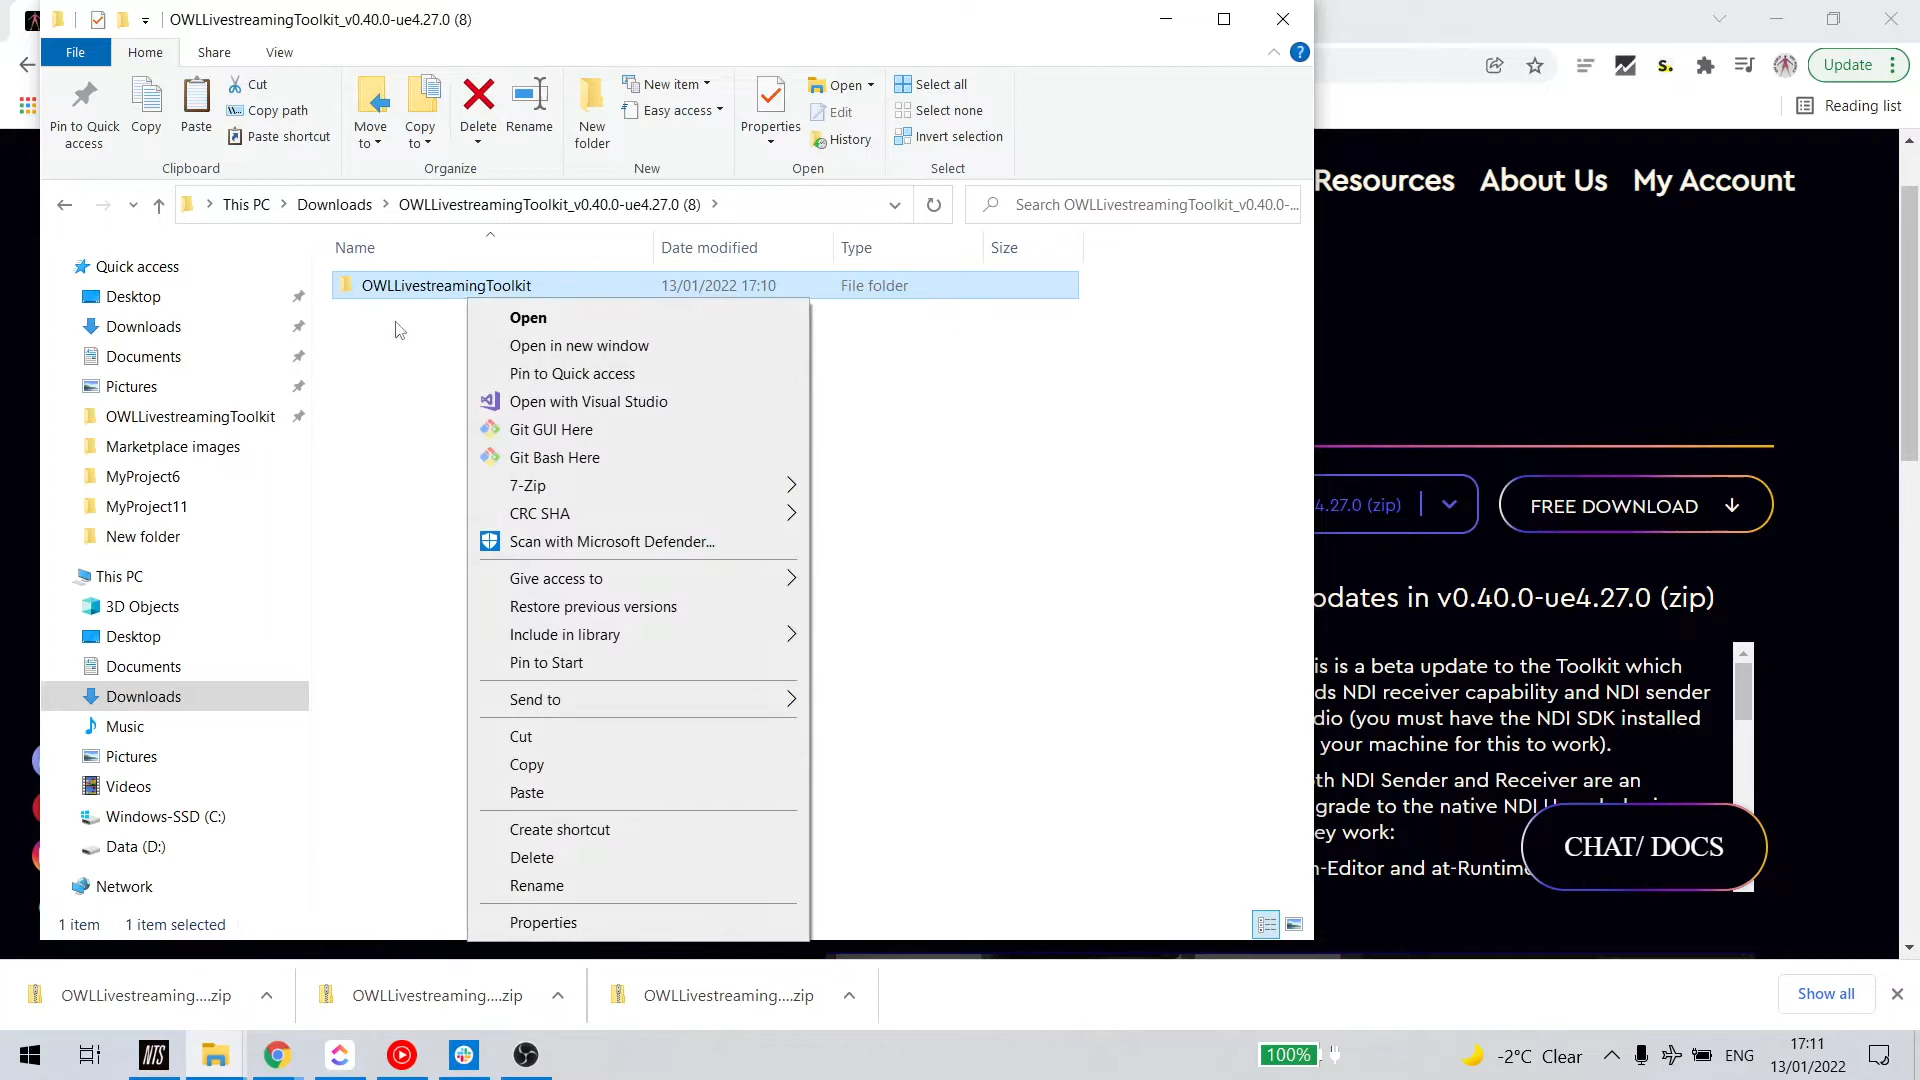 OWLLivestreamingToolkit_v0.40.0-ue4.27.0 (8)
File
Home
Share
View
Pin to Quick access
Copy
Paste
Cut
Copy path
Paste shortcut
Clipboard
Move to
Copy to
Delete
Rename
Organize
New folder
New item
Easy access
New
Properties
Open
Edit
History
Open
Select all
Select none
Invert selection
Select
This PC
Downloads
OWLLivestreamingToolkit_v0.40.0-ue4.27.0 (8)
Search OWLLivestreamingToolkit_v0.40.0-...
Name
Date modified
Type
Size
OWLLivestreamingToolkit
13/01/2022 17:10
File folder
Quick access
Desktop
Downloads
Documents
Pictures
OWLLivestreamingToolkit
Marketplace images
MyProject6
MyProject11
New folder
This PC
3D Objects
Desktop
Documents
Downloads
Music
Pictures
Videos
Windows-SSD (C:)
Data (D:)
Network
1 item
1 item selected
Open
Open in new window
Pin to Quick access
Open with Visual Studio
Git GUI Here
Git Bash Here
7-Zip
CRC SHA
Scan with Microsoft Defender...
Give access to
Restore previous versions
Include in library
Pin to Start
Send to
Cut
Copy
Paste
Create shortcut
Delete
Rename
Properties
Update
Reading list
Resources
About Us
My Account
4.27.0 (zip)
FREE DOWNLOAD
pdates in v0.40.0-ue4.27.0 (zip)
is is a beta update to the Toolkit which
ds NDI receiver capability and NDI sender
dio (you must have the NDI SDK installed
your machine for this to work).
th NDI Sender and Receiver are an
grade to the native NDI
ey work:
n-Editor and at-Runtime
CHAT/ DOCS
OWLLivestreaming....zip
OWLLivestreaming....zip
OWLLivestreaming....zip
Show all
NTS
100%
-2°C Clear
ENG
17:11
13/01/2022